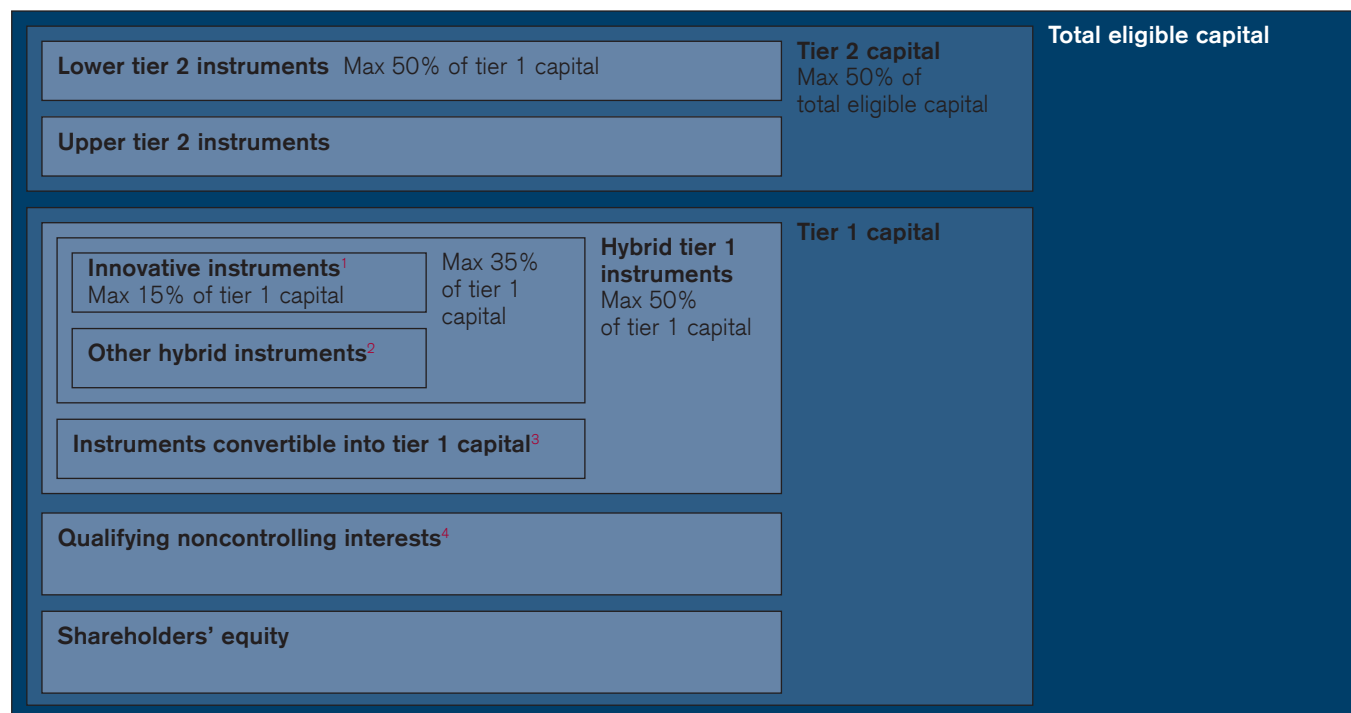 Total eligible capital
Lower tier 2 instruments Max 50% of tier 1 capital
Tier 2 capital
Max 50% of
total eligible capital
Upper tier 2 instruments
Tier 1 capital
Hybrid tier 1
instruments
Max 50%
of tier 1 capital
Innovative instruments¹
Max 15% of tier 1 capital
Max 35%
of tier 1
capital
Other hybrid instruments²
Instruments convertible into tier 1 capital³
Qualifying noncontrolling interests⁴
Shareholders’ equity